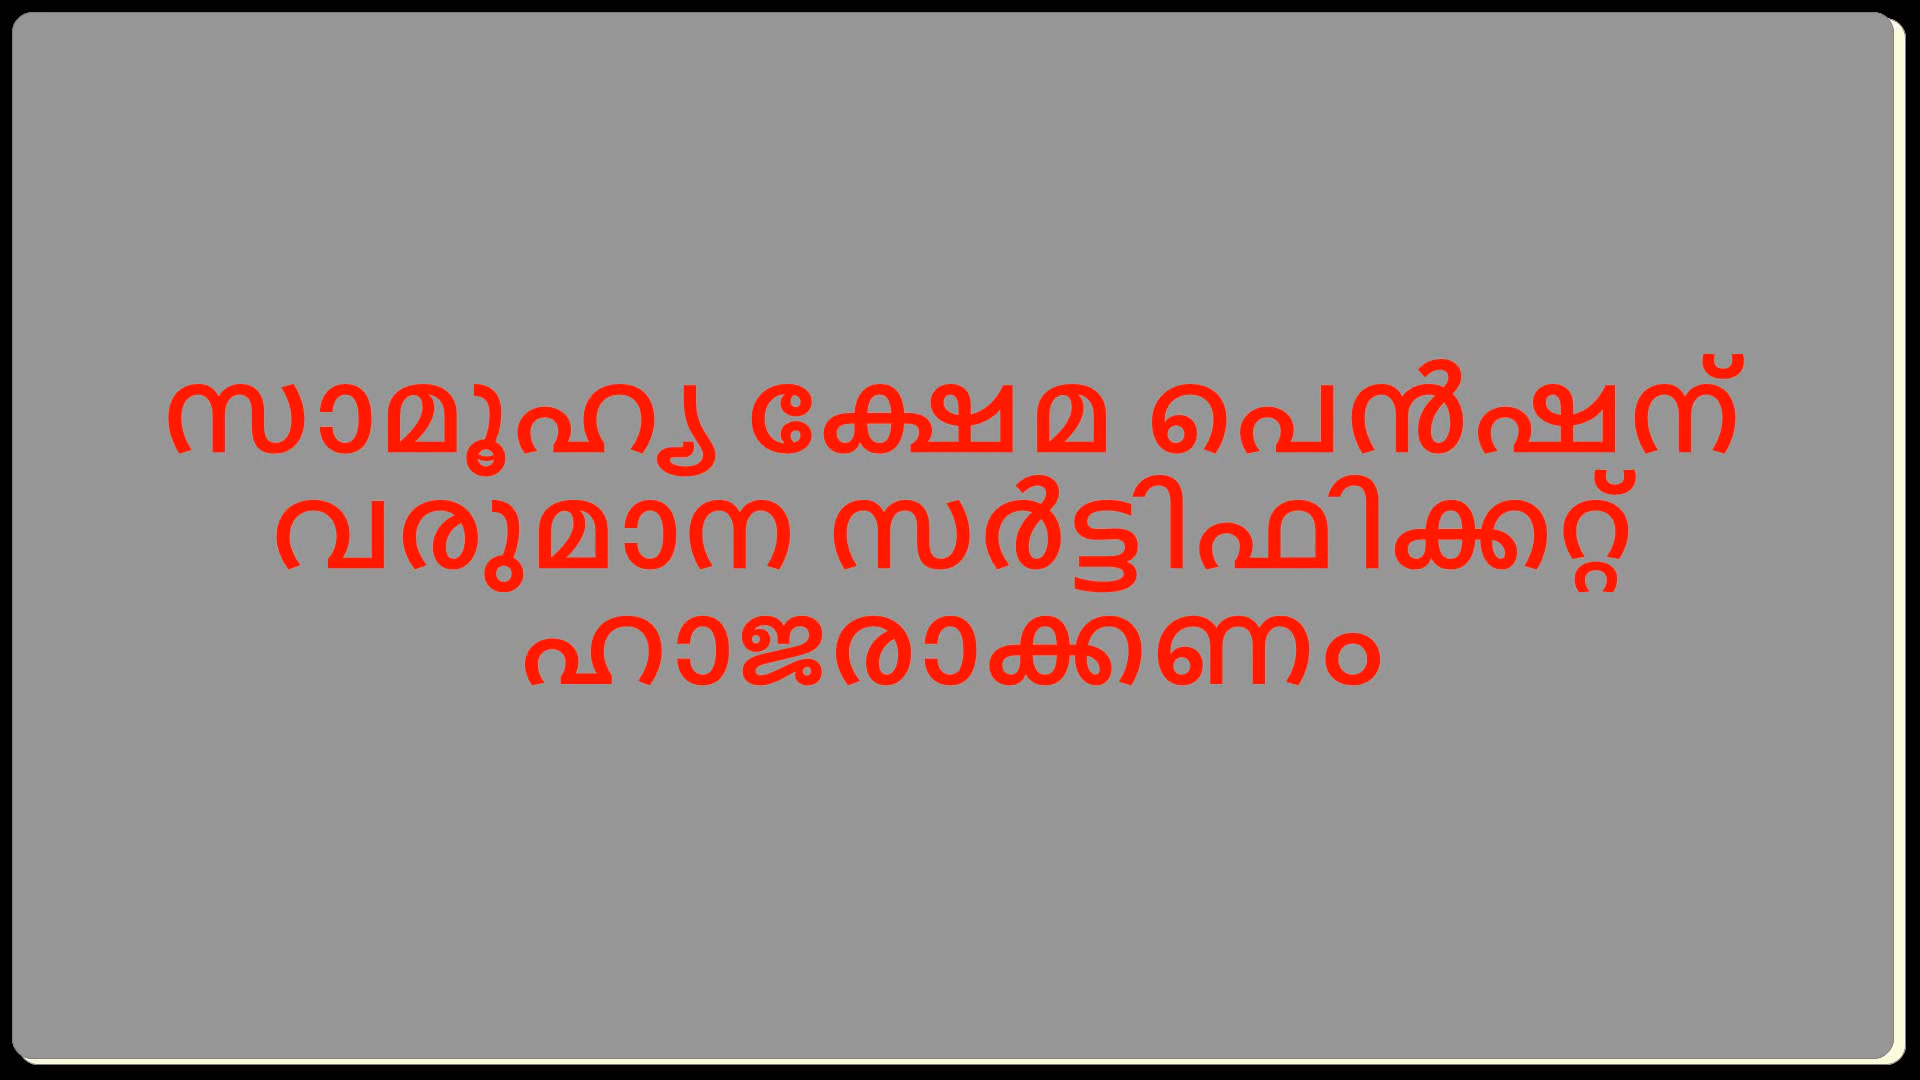 സാമൂഹ്യ ക്ഷേമ പെൻഷന്
വരുമാന സർട്ടിഫിക്കറ്റ്
ഹാജരാക്കണം